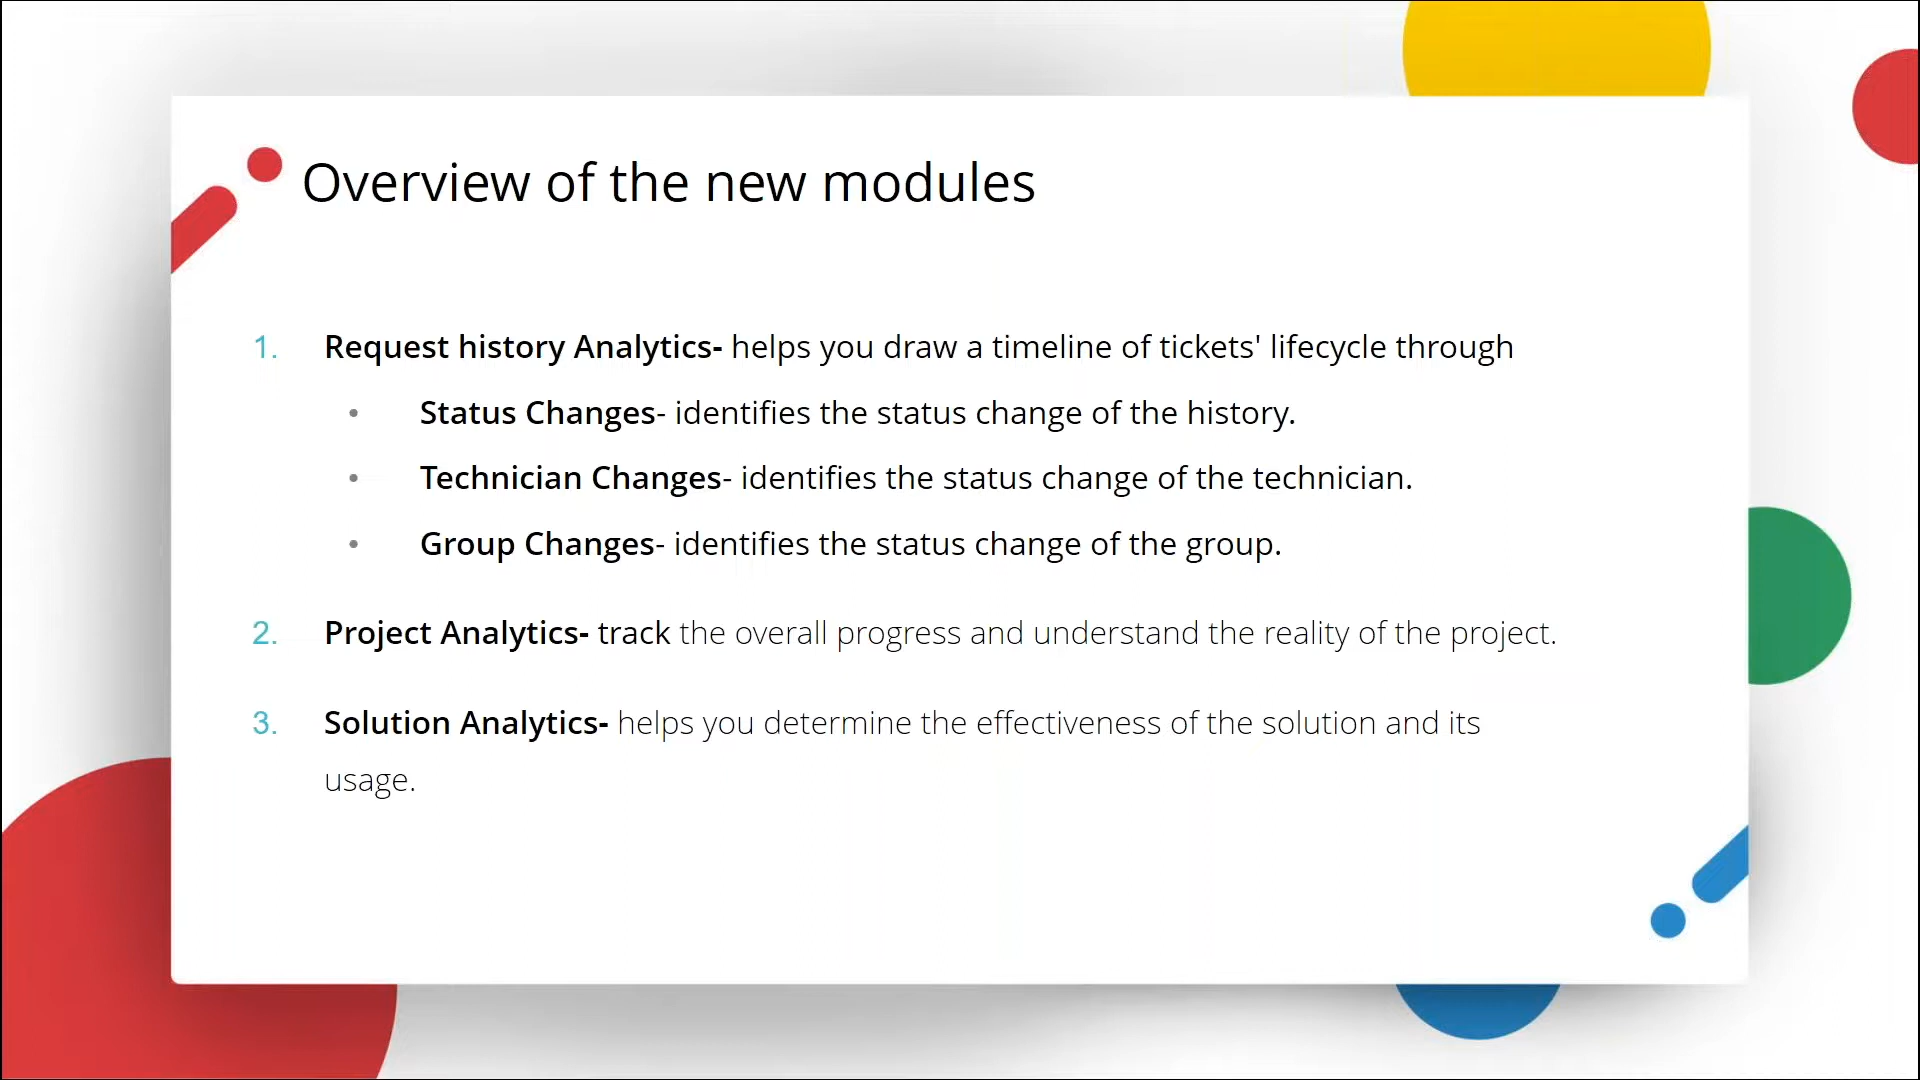 Overview of the new modules
1. Request history Analytics- helps you draw a timeline of tickets' lifecycle through
• Status Changes- identifies the status change of the history.
• Technician Changes- identifies the status change of the technician.
• Group Changes- identifies the status change of the group.
2. Project Analytics- track the overall progress and understand the reality of the project.
3. Solution Analytics- helps you determine the effectiveness of the solution and its
usage.